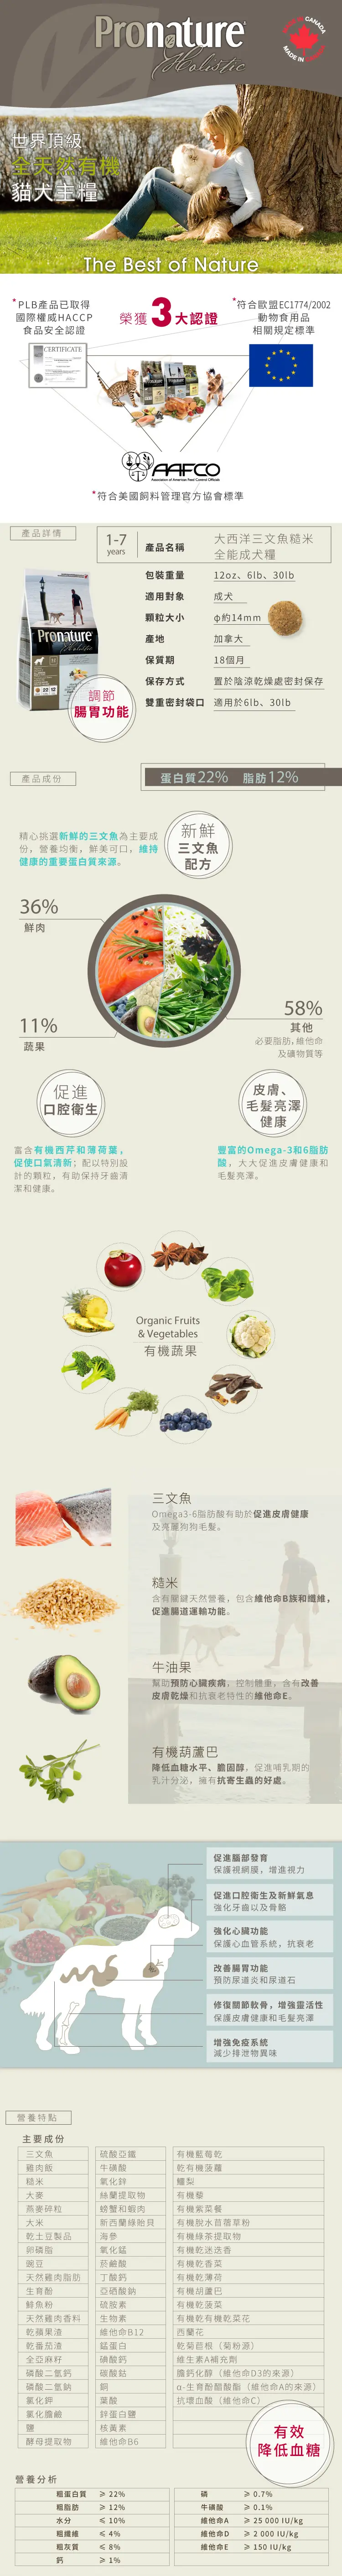 Pronature
Holistic
CANADA
MADE IN
世界頂級
全天然有機
貓犬主糧
The Best of Nature
*PLB產品已取得
國際權威HACCP
食品安全認證
榮獲3大認證
*符合歐盟EC1774/2002
動物食用品
相關規定標準
CERTIFICATE
AAFCO
Association of American Feed Control Officials
*符合美國飼料管理官方協會標準
產品詳情
1-7
years
產品名稱
大西洋三文魚糙米
全能成犬糧
包裝重量 12oz、6lb、30lb
適用對象 成犬
顆粒大小 φ約14mm
產地 加拿大
保質期 18個月
保存方式 置於陰涼乾燥處密封保存
雙重密封袋口 適用於6lb、30lb
Pronature
Holistic
調節
腸胃功能
產品成份
蛋白質22% 脂肪12%
精心挑選新鮮的三文魚為主要成
份，營養均衡，鮮美可口，維持
健康的重要蛋白質來源。
新鮮
三文魚
配方
36%
鮮肉
11%
蔬果
58%
其他
必要脂肪，維他命
及礦物質等
促進
口腔衛生
富含有機西芹和薄荷葉，
促使口氣清新；配以特別設
計的顆粒，有助保持牙齒清
潔和健康。
皮膚、
毛髮亮澤
健康
豐富的Omega-3和6脂肪
酸，大大促進皮膚健康和
毛髮亮澤。
Organic Fruits
& Vegetables
有機蔬果
三文魚
Omega3-6脂肪酸有助於促進皮膚健康
及亮麗狗狗毛髮。
糙米
含有關鍵天然營養，包含維他命B族和纖維，
促進腸道運輸功能。
牛油果
幫助預防心臟疾病，控制體重，含有改善
皮膚乾燥和抗衰老特性的維他命E。
有機葫蘆巴
降低血糖水平、膽固醇，促進哺乳期的
乳汁分泌，擁有抗寄生蟲的好處。
促進腦部發育
保護視網膜，增進視力
促進口腔衛生及新鮮氣息
強化牙齒以及骨骼
強化心臟功能
保護心血管系統，抗衰老
改善腸胃功能
預防尿道炎和尿道石
修復關節軟骨，增強靈活性
保護皮膚健康和毛髮亮澤
增強免疫系統
減少排泄物異味
營養特點
主要成份
三文魚 硫酸亞鐵 有機藍莓乾
雞肉飯 牛磺酸 乾有機菠蘿
糙米 氧化鋅 鱷梨
大麥 絲蘭提取物 有機藜
燕麥碎粒 螃蟹和蝦肉 有機紫菜餐
大米 新西蘭綠貽貝 有機脫水苜蓿草粉
乾土豆製品 海參 有機綠茶提取物
卵磷脂 氧化錳 有機乾迷迭香
豌豆 菸鹼酸 有機乾香菜
天然雞肉脂肪 丁酸鈣 有機乾薄荷
生育酚 亞硒酸鈉 有機胡蘆巴
鯡魚粉 硫胺素 有機乾菠菜
天然雞肉香料 生物素 有機乾有機乾菜花
乾蘋果渣 維他命B12 西蘭花
乾番茄渣 錳蛋白 乾菊苣根（菊粉源）
全亞麻籽 碘酸鈣 維生素A補充劑
磷酸二氫鈣 碳酸鈷 膽鈣化醇（維他命D3的來源）
磷酸二氫鈉 銅 α-生育酚醋酸酯（維他命A的來源）
氯化鉀 葉酸 抗壞血酸（維他命C）
氯化膽鹼 鋅蛋白鹽
鹽 核黃素
酵母提取物 維他命B6
有效
降低血糖
營養分析
粗蛋白質 ≥ 22% 磷 ≥ 0.7%
粗脂肪 ≥ 12% 牛磺酸 ≥ 0.1%
水分 ≤ 10% 維他命A ≥ 25 000 IU/kg
粗纖維 ≤ 4% 維他命D ≥ 2 000 IU/kg
粗灰質 ≤ 8% 維他命E ≥ 150 IU/kg
鈣 ≥ 1%